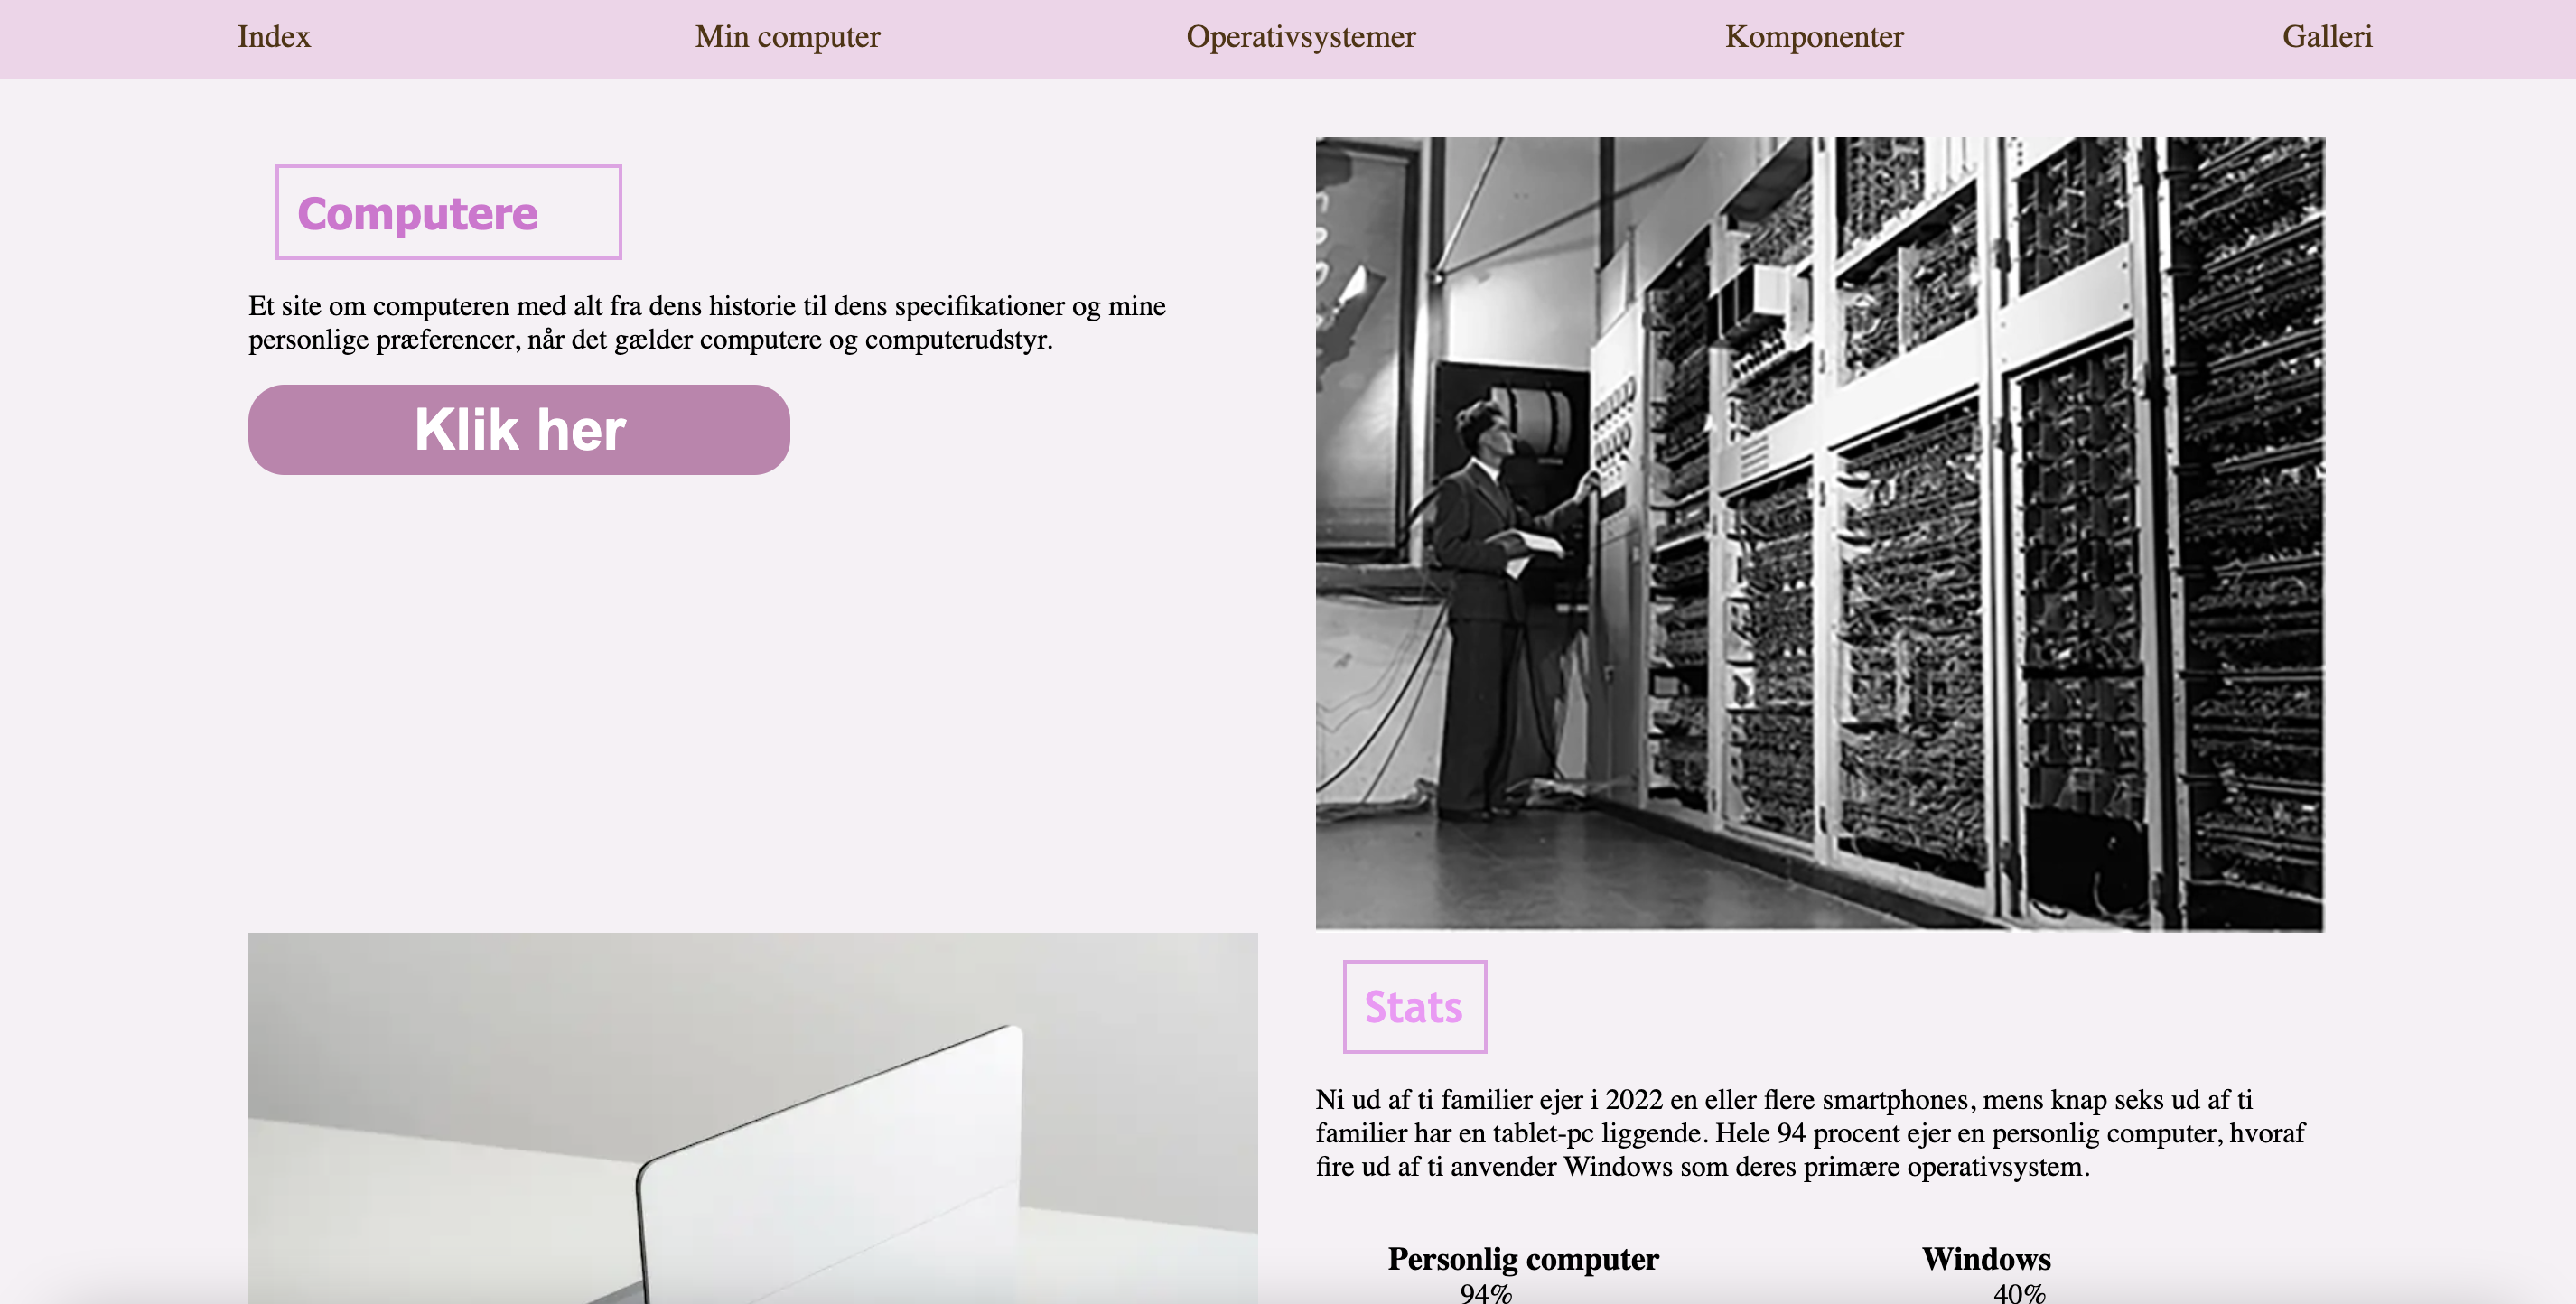 Index
Min computer
Operativsystemer
Komponenter
Galleri
Computere
Et site om computeren med alt fra dens historie til dens specifikationer og mine
personlige præferencer, når det gælder computere og computerudstyr.
Klik her
Stats
Ni ud af ti familier ejer i 2022 en eller flere smartphones, mens knap seks ud af ti
familier har en tablet-pc liggende. Hele 94 procent ejer en personlig computer, hvoraf
fire ud af ti anvender Windows som deres primære operativsystem.
Personlig computer
94%
Windows
40%